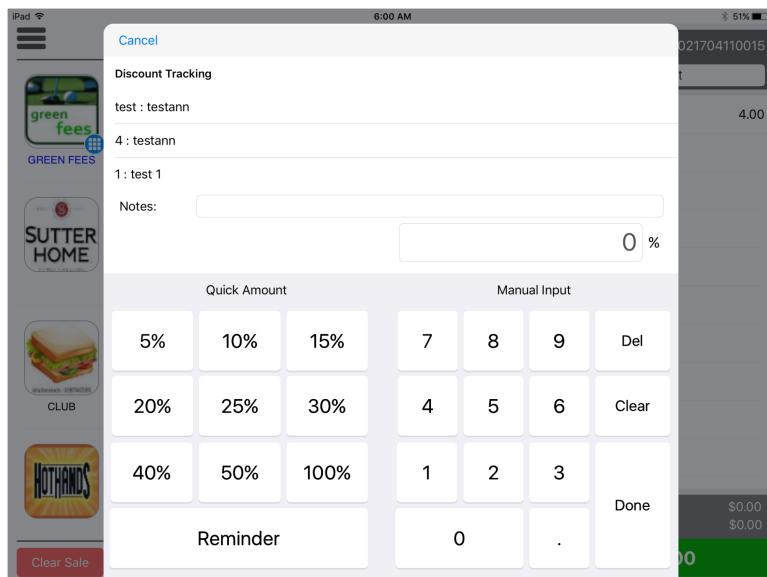 iPad 6:00 AM 51%
Cancel
021704110015
Discount Tracking
t
test : testann
4.00
green
fees
4 : testann
GREEN FEES
1 : test 1
Notes:
SUTTER
HOME
0 %
Quick Amount Manual Input
5% 10% 15% 7 8 9 Del
20% 25% 30% 4 5 6 Clear
CLUB
40% 50% 100% 1 2 3
HOTHANDS
Done
$0.00
$0.00
Reminder 0 .
Clear Sale
00